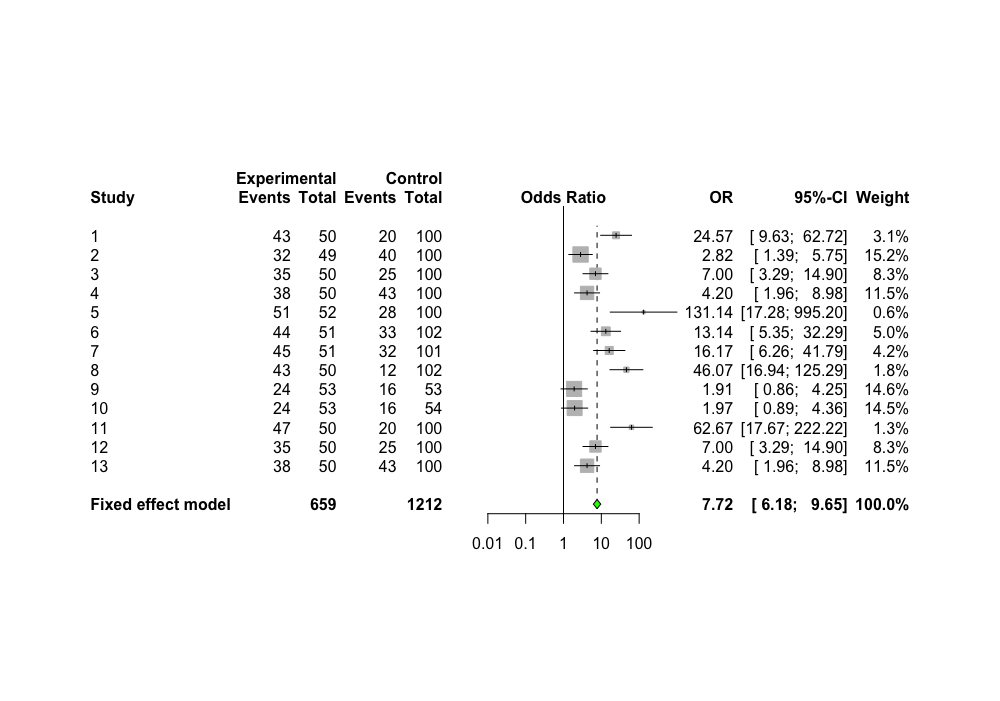 Experimental Control
Study Events Total Events Total Odds Ratio OR 95%-CI Weight
1 43 50 20 100 24.57 [ 9.63; 62.72] 3.1%
2 32 49 40 100 2.82 [ 1.39; 5.75] 15.2%
3 35 50 25 100 7.00 [ 3.29; 14.90] 8.3%
4 38 50 43 100 4.20 [ 1.96; 8.98] 11.5%
5 51 52 28 100 131.14 [17.28; 995.20] 0.6%
6 44 51 33 102 13.14 [ 5.35; 32.29] 5.0%
7 45 51 32 101 16.17 [ 6.26; 41.79] 4.2%
8 43 50 12 102 46.07 [16.94; 125.29] 1.8%
9 24 53 16 53 1.91 [ 0.86; 4.25] 14.6%
10 24 53 16 54 1.97 [ 0.89; 4.36] 14.5%
11 47 50 20 100 62.67 [17.67; 222.22] 1.3%
12 35 50 25 100 7.00 [ 3.29; 14.90] 8.3%
13 38 50 43 100 4.20 [ 1.96; 8.98] 11.5%
Fixed effect model 659 1212 7.72 [ 6.18; 9.65] 100.0%
0.01 0.1 1 10 100